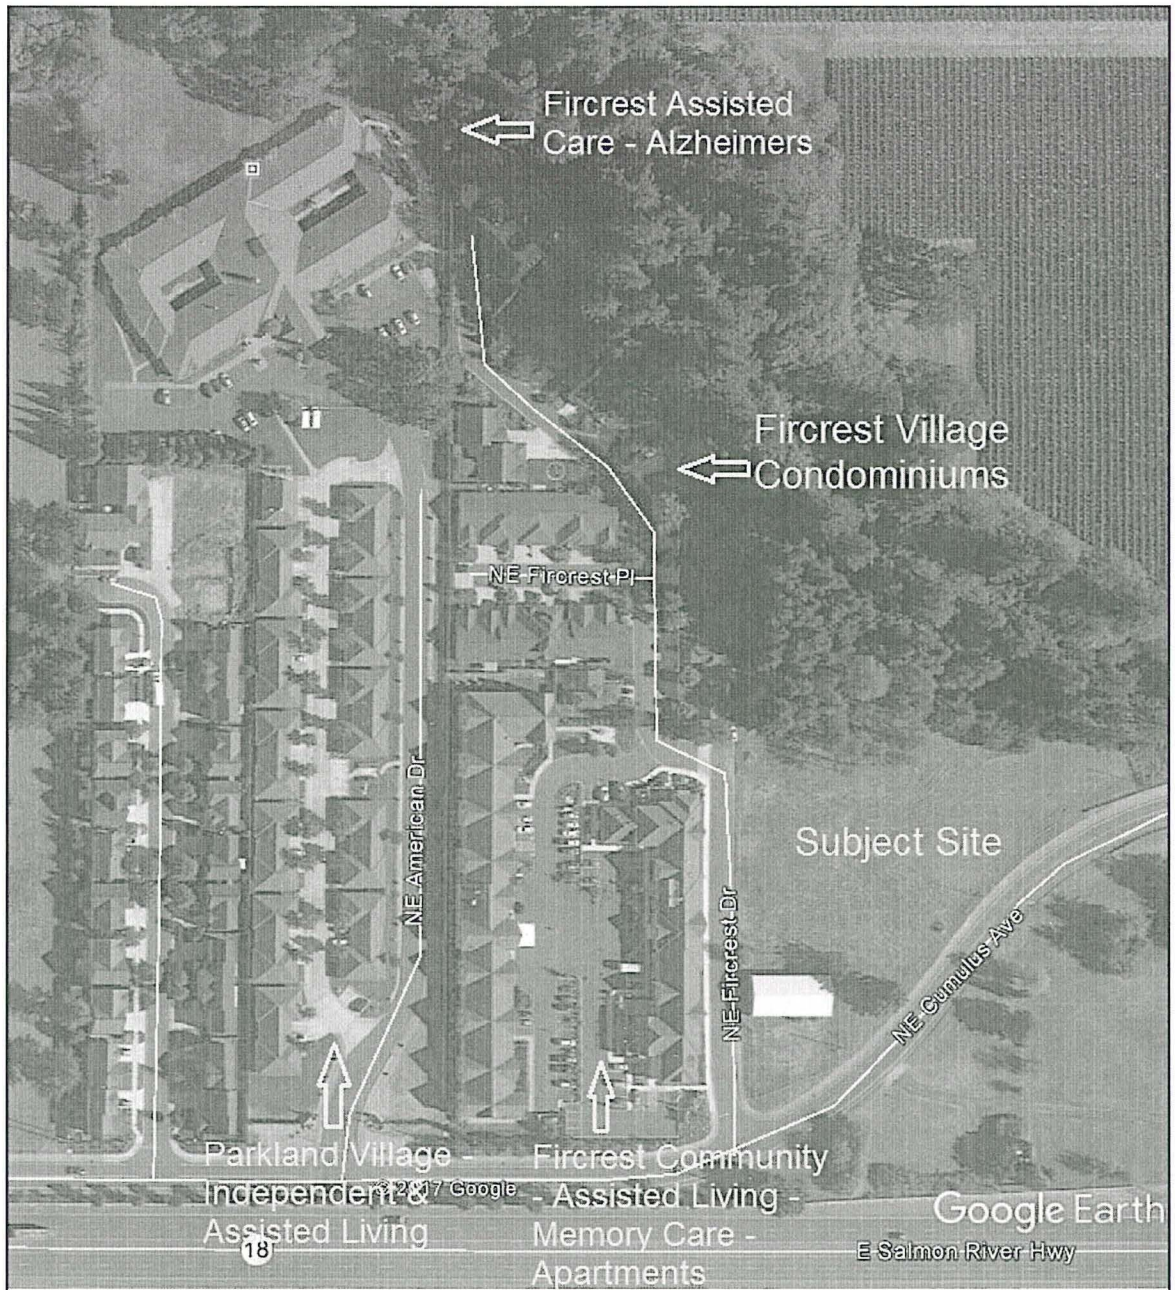 Fircrest Assisted
Care - Alzheimers
Fircrest Village
Condominiums
NE Fircrest Pl
NE American Dr
Subject Site
NE Fircrest Dr
NE Cumulus Ave
Parkland Village -
Independent &
Assisted Living
Fircrest Community
- Assisted Living -
Memory Care -
Apartments
© 2017 Google
Google Earth
18
E Salmon River Hwy